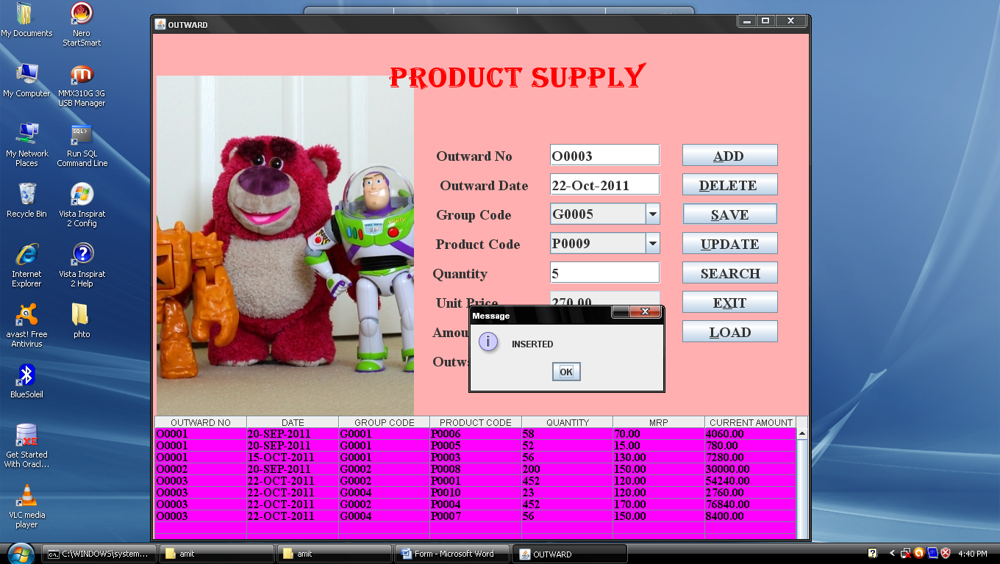 OUTWARD
PRODUCT SUPPLY
My Documents
Nero
StartSmart
My Computer
MMX310G 3G
USB Manager
My Network
Places
SQL>
Run SQL
Command Line
Recycle Bin
Vista Inspirat
2 Config
Internet
Explorer
Vista Inspirat
2 Help
avast! Free
Antivirus
phto
BlueSoleil
XE
Get Started
With Oracl...
VLC media
player
Outward No O0003 ADD
Outward Date 22-Oct-2011 DELETE
Group Code G0005 SAVE
Product Code P0009 UPDATE
Quantity 5 SEARCH
Unit Price 270.00 EXIT
Amou LOAD
Outwa
Message
INSERTED
OK
OUTWARD NO DATE GROUP CODE PRODUCT CODE QUANTITY MRP CURRENT AMOUNT
O0001 20-SEP-2011 G0001 P0006 58 70.00 4060.00
O0001 20-SEP-2011 G0001 P0005 52 15.00 780.00
O0001 15-OCT-2011 G0001 P0003 56 130.00 7280.00
O0002 20-SEP-2011 G0002 P0008 200 150.00 30000.00
O0003 22-OCT-2011 G0002 P0001 452 120.00 54240.00
O0003 22-OCT-2011 G0004 P0010 23 120.00 2760.00
O0003 22-OCT-2011 G0002 P0004 452 170.00 76840.00
O0003 22-OCT-2011 G0004 P0007 56 150.00 8400.00
C:\WINDOWS\system... amit amit Form - Microsoft Word OUTWARD 4:40 PM